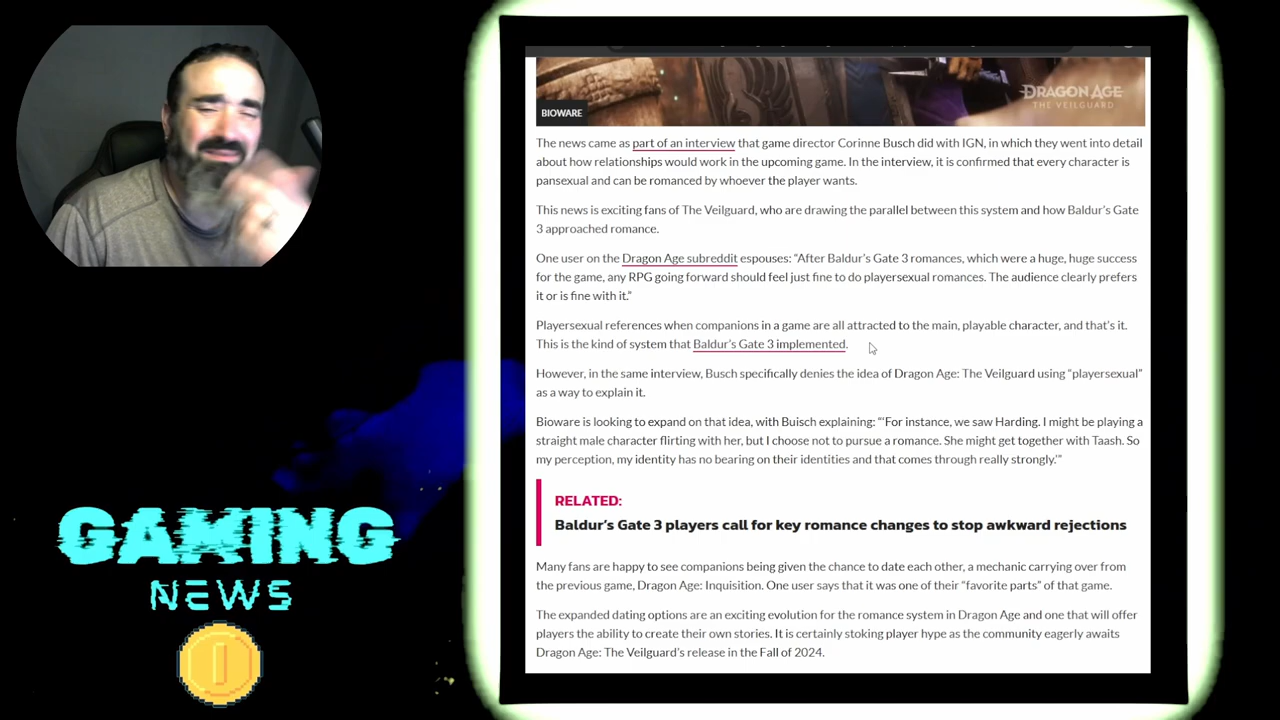 DRAGON AGE
THE VEILGUARD
BIOWARE
The news came as part of an interview that game director Corinne Busch did with IGN, in which they went into detail
about how relationships would work in the upcoming game. In the interview, it is confirmed that every character is
pansexual and can be romanced by whoever the player wants.
This news is exciting fans of The Veilguard, who are drawing the parallel between this system and how Baldur's Gate
3 approached romance.
One user on the Dragon Age subreddit espouses: “After Baldur's Gate 3 romances, which were a huge, huge success
for the game, any RPG going forward should feel just fine to do playersexual romances. The audience clearly prefers
it or is fine with it.”
Playersexual references when companions in a game are all attracted to the main, playable character, and that's it.
This is the kind of system that Baldur's Gate 3 implemented.
However, in the same interview, Busch specifically denies the idea of Dragon Age: The Veilguard using “playersexual”
as a way to explain it.
Bioware is looking to expand on that idea, with Buisch explaining: “‘For instance, we saw Harding. I might be playing a
straight male character flirting with her, but I choose not to pursue a romance. She might get together with Taash. So
my perception, my identity has no bearing on their identities and that comes through really strongly.’”
RELATED:
Baldur's Gate 3 players call for key romance changes to stop awkward rejections
Many fans are happy to see companions being given the chance to date each other, a mechanic carrying over from
the previous game, Dragon Age: Inquisition. One user says that it was one of their “favorite parts” of that game.
The expanded dating options are an exciting evolution for the romance system in Dragon Age and one that will offer
players the ability to create their own stories. It is certainly stoking player hype as the community eagerly awaits
Dragon Age: The Veilguard's release in the Fall of 2024.
GAMING
NEWS